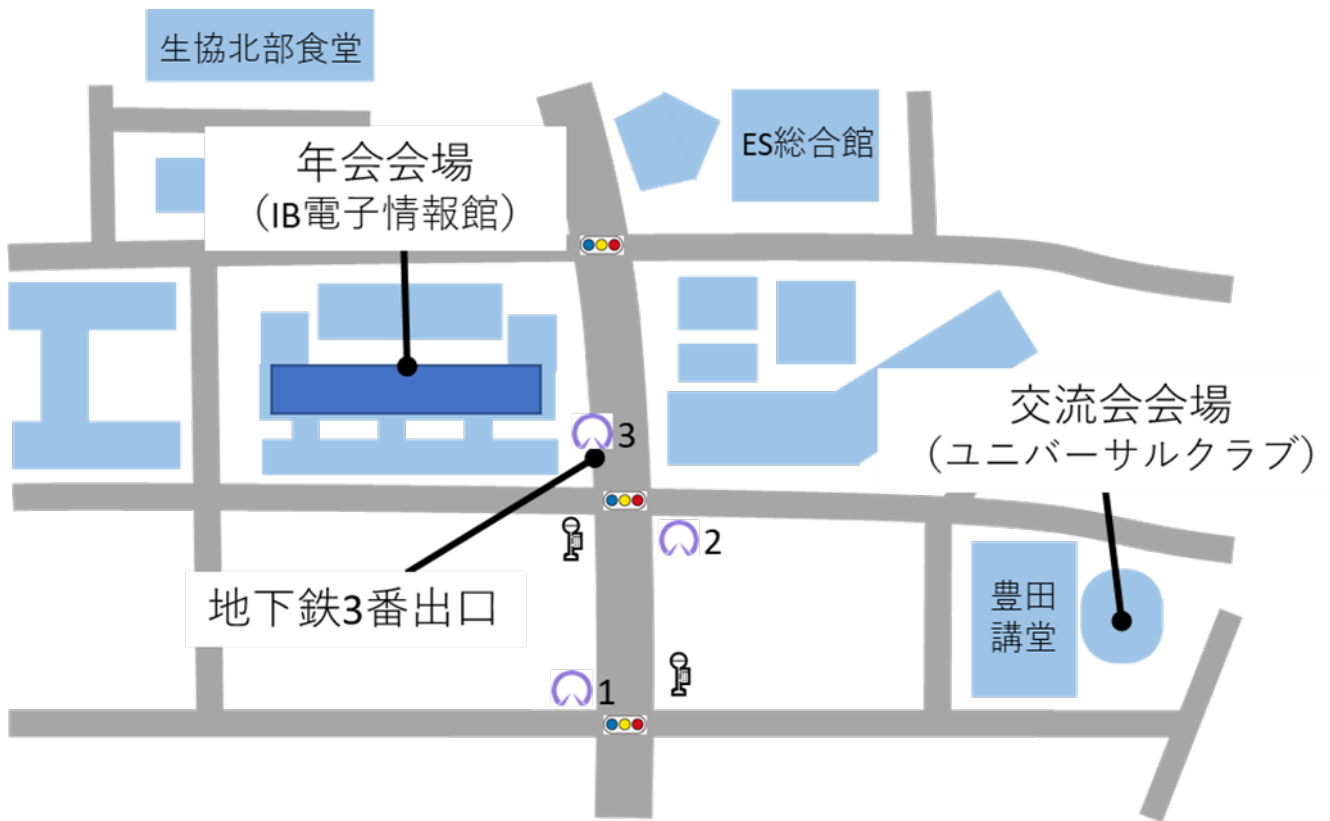 生協北部食堂
年会会場
（IB電子情報館）
ES総合館
3
交流会会場
（ユニバーサルクラブ）
2
地下鉄3番出口
豊田
講堂
1